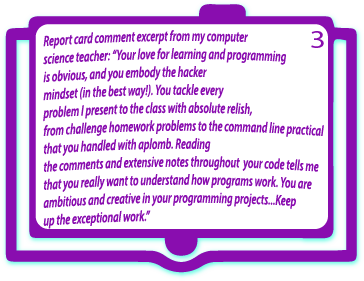 3
Report card comment excerpt from my computer
science teacher: “Your love for learning and programming
is obvious, and you embody the hacker
mindset (in the best way!). You tackle every
problem I present to the class with absolute relish,
from challenge homework problems to the command line practical
that you handled with aplomb. Reading
the comments and extensive notes throughout your code tells me
that you really want to understand how programs work. You are
ambitious and creative in your programming projects...Keep
up the exceptional work.”